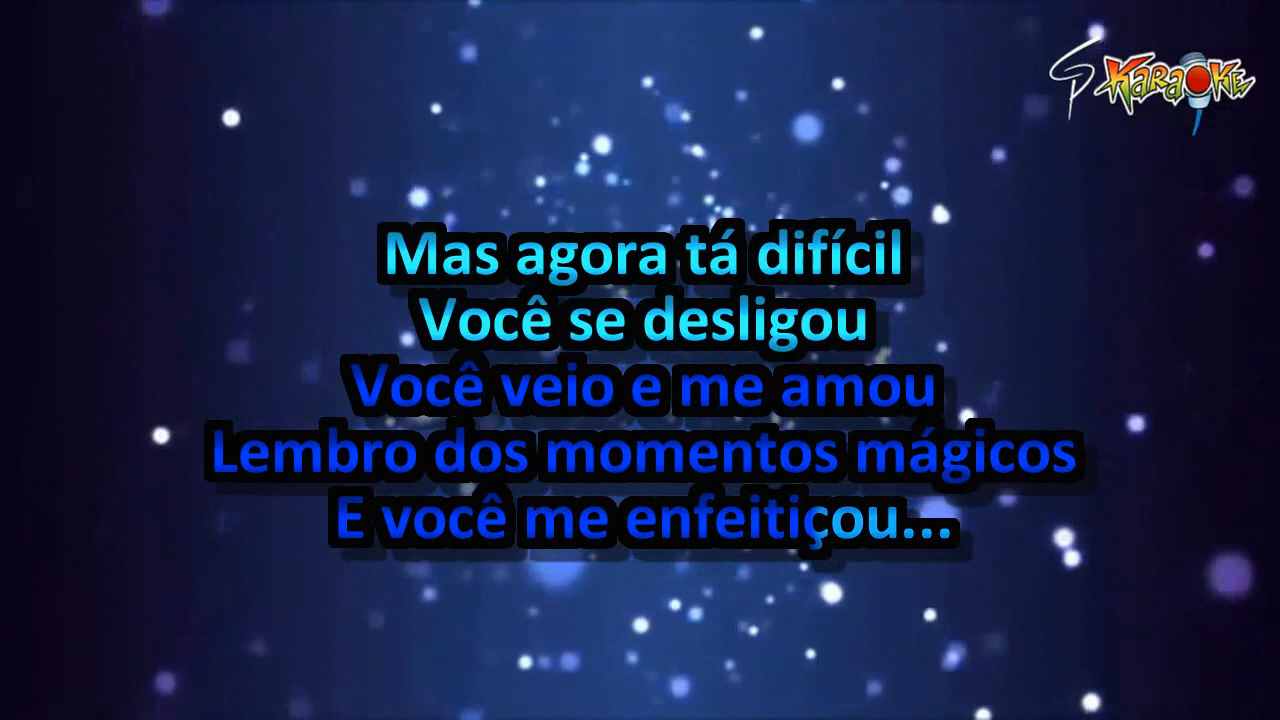 KARAOKE
Mas agora tá difícil
Você se desligou
Você veio e me amou
Lembro dos momentos mágicos
E você me enfeitiçou...